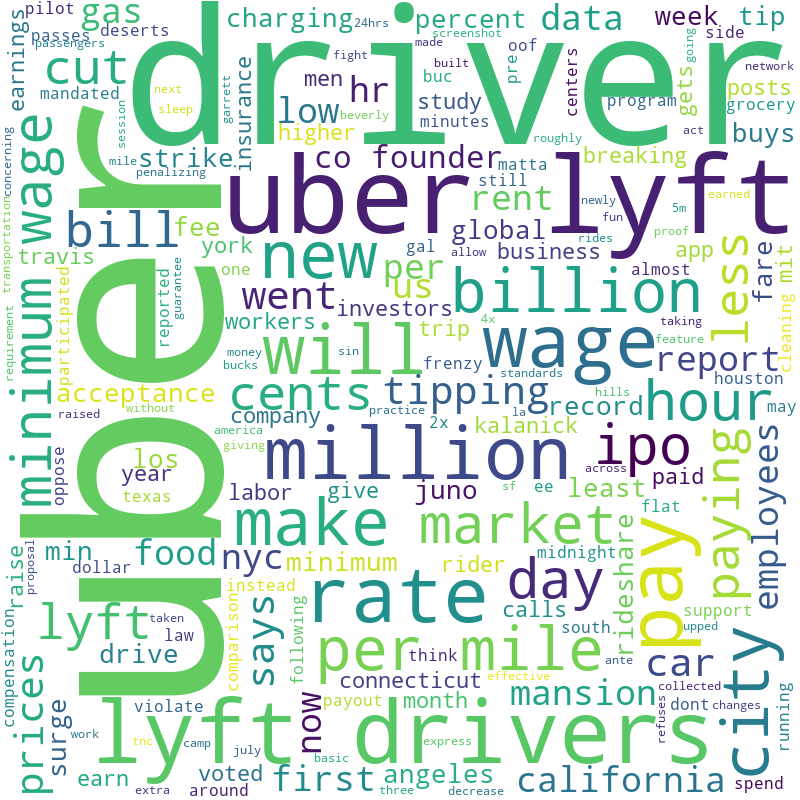 pilot
gas
charging
24hrs
percent
data
week
tip
passes
deserts
passengers
driver
screenshot
made
side
going
earnings
cut
men
hr
fight
built
pre
oof
network
mandated
next
sleep
insurance
low
buc
study
minutes
centers
program
gets
posts
grocery
session
garrett
higher
beverly
roughly
act
buys
concerning
wage
mile
strike
penalizing
co founder
matta
breaking
still
uber lyft
bill
fee
rent
newly
fun
5m
earned
transportation
york
global
gal
allow
rides
proof
app
fare
mit
travis
new
per
business
one
us
almost
reported
guarantee
went
investors
billion
less
cleaning
participated
workers
trip
4x
taking
requirement
minimum
will
wage
feature
report
money
sin
frenzy
houston
bucks
standards
acceptance
cents
tipping
hills
record
hour
may
raised
without
company
practice
2x
la
america
giving
kalanick
los
year
million
ipo
across
oppose
texas
labor
give
juno
sf
ee
least
paid
employees
uber
make
market
flat
paying
min
food
nyc
minimum
rider
midnight
pay
dollar
instead
rideshare
raise
proposal
comparison
rate
day
calls
support
compensation
lyft
taken
law
says
following
south
upped
city
drive
per mile
think
ante
car
prices
connecticut
effective
collected
refuses
violate
now
payout
month
mansion
dont
changes
surge
work
tnc
camp
july
lyft drivers
running
earn
extra
voted
around
first
basic
angeles
three
express
decrease
california
spend